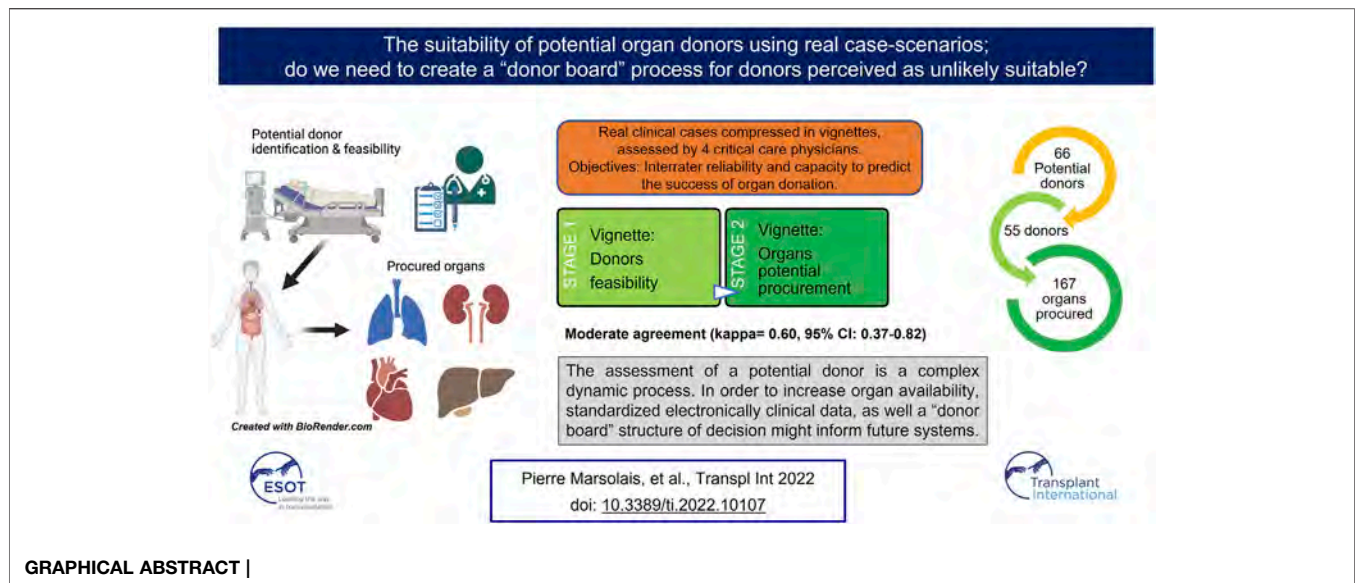 The suitability of potential organ donors using real case-scenarios;
do we need to create a “donor board” process for donors perceived as unlikely suitable?
Potential donor
identification & feasibility
Procured organs
Created with BioRender.com
Real clinical cases compressed in vignettes,
assessed by 4 critical care physicians.
Objectives: Interrater reliability and capacity to predict
the success of organ donation.
STAGE 1
Vignette:
Donors
feasibility
STAGE 2
Vignette:
Organs
potential
procurement
Moderate agreement (kappa= 0.60, 95% CI: 0.37-0.82)
The assessment of a potential donor is a complex
dynamic process. In order to increase organ availability,
standardized electronically clinical data, as well a “donor
board” structure of decision might inform future systems.
66
Potential
donors
55 donors
167
organs
procured
ESOT
Leading the way
in transplantation
Pierre Marsolais, et al., Transpl Int 2022
doi: 10.3389/ti.2022.10107
Transplant
International
GRAPHICAL ABSTRACT |